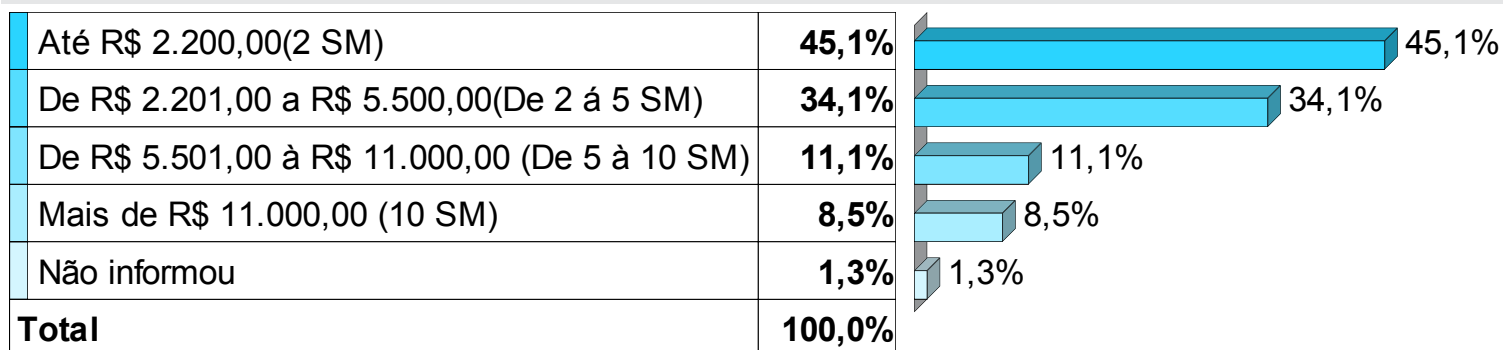 Até R$ 2.200,00(2 SM) 45,1% 45,1%
De R$ 2.201,00 a R$ 5.500,00(De 2 á 5 SM) 34,1% 34,1%
De R$ 5.501,00 à R$ 11.000,00 (De 5 à 10 SM) 11,1% 11,1%
Mais de R$ 11.000,00 (10 SM) 8,5% 8,5%
Não informou 1,3% 1,3%
Total 100,0%